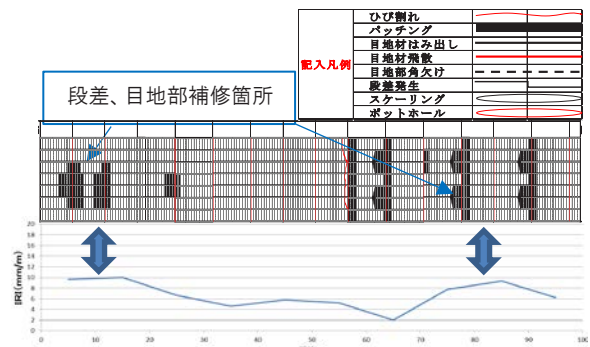 記入凡例
ひび割れ
パッチング
目地材はみ出し
目地材飛散
目地部角欠け
段差発生
スケーリング
ポットホール
段差、目地部補修箇所
IRI(mm/m)
20
18
16
14
12
10
8
6
4
2
0
0 10 20 30 40 50 60 70 80 90 100